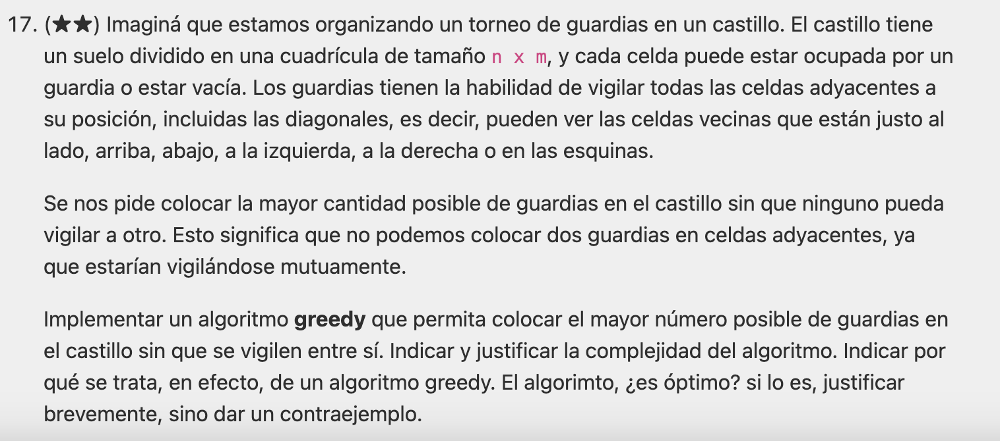 17. (★★) Imaginá que estamos organizando un torneo de guardias en un castillo. El castillo tiene
un suelo dividido en una cuadrícula de tamaño n x m, y cada celda puede estar ocupada por un
guardia o estar vacía. Los guardias tienen la habilidad de vigilar todas las celdas adyacentes a
su posición, incluidas las diagonales, es decir, pueden ver las celdas vecinas que están justo al
lado, arriba, abajo, a la izquierda, a la derecha o en las esquinas.
Se nos pide colocar la mayor cantidad posible de guardias en el castillo sin que ninguno pueda
vigilar a otro. Esto significa que no podemos colocar dos guardias en celdas adyacentes, ya
que estarían vigilándose mutuamente.
Implementar un algoritmo greedy que permita colocar el mayor número posible de guardias en
el castillo sin que se vigilen entre sí. Indicar y justificar la complejidad del algoritmo. Indicar por
qué se trata, en efecto, de un algoritmo greedy. El algorimto, ¿es óptimo? si lo es, justificar
brevemente, sino dar un contraejemplo.